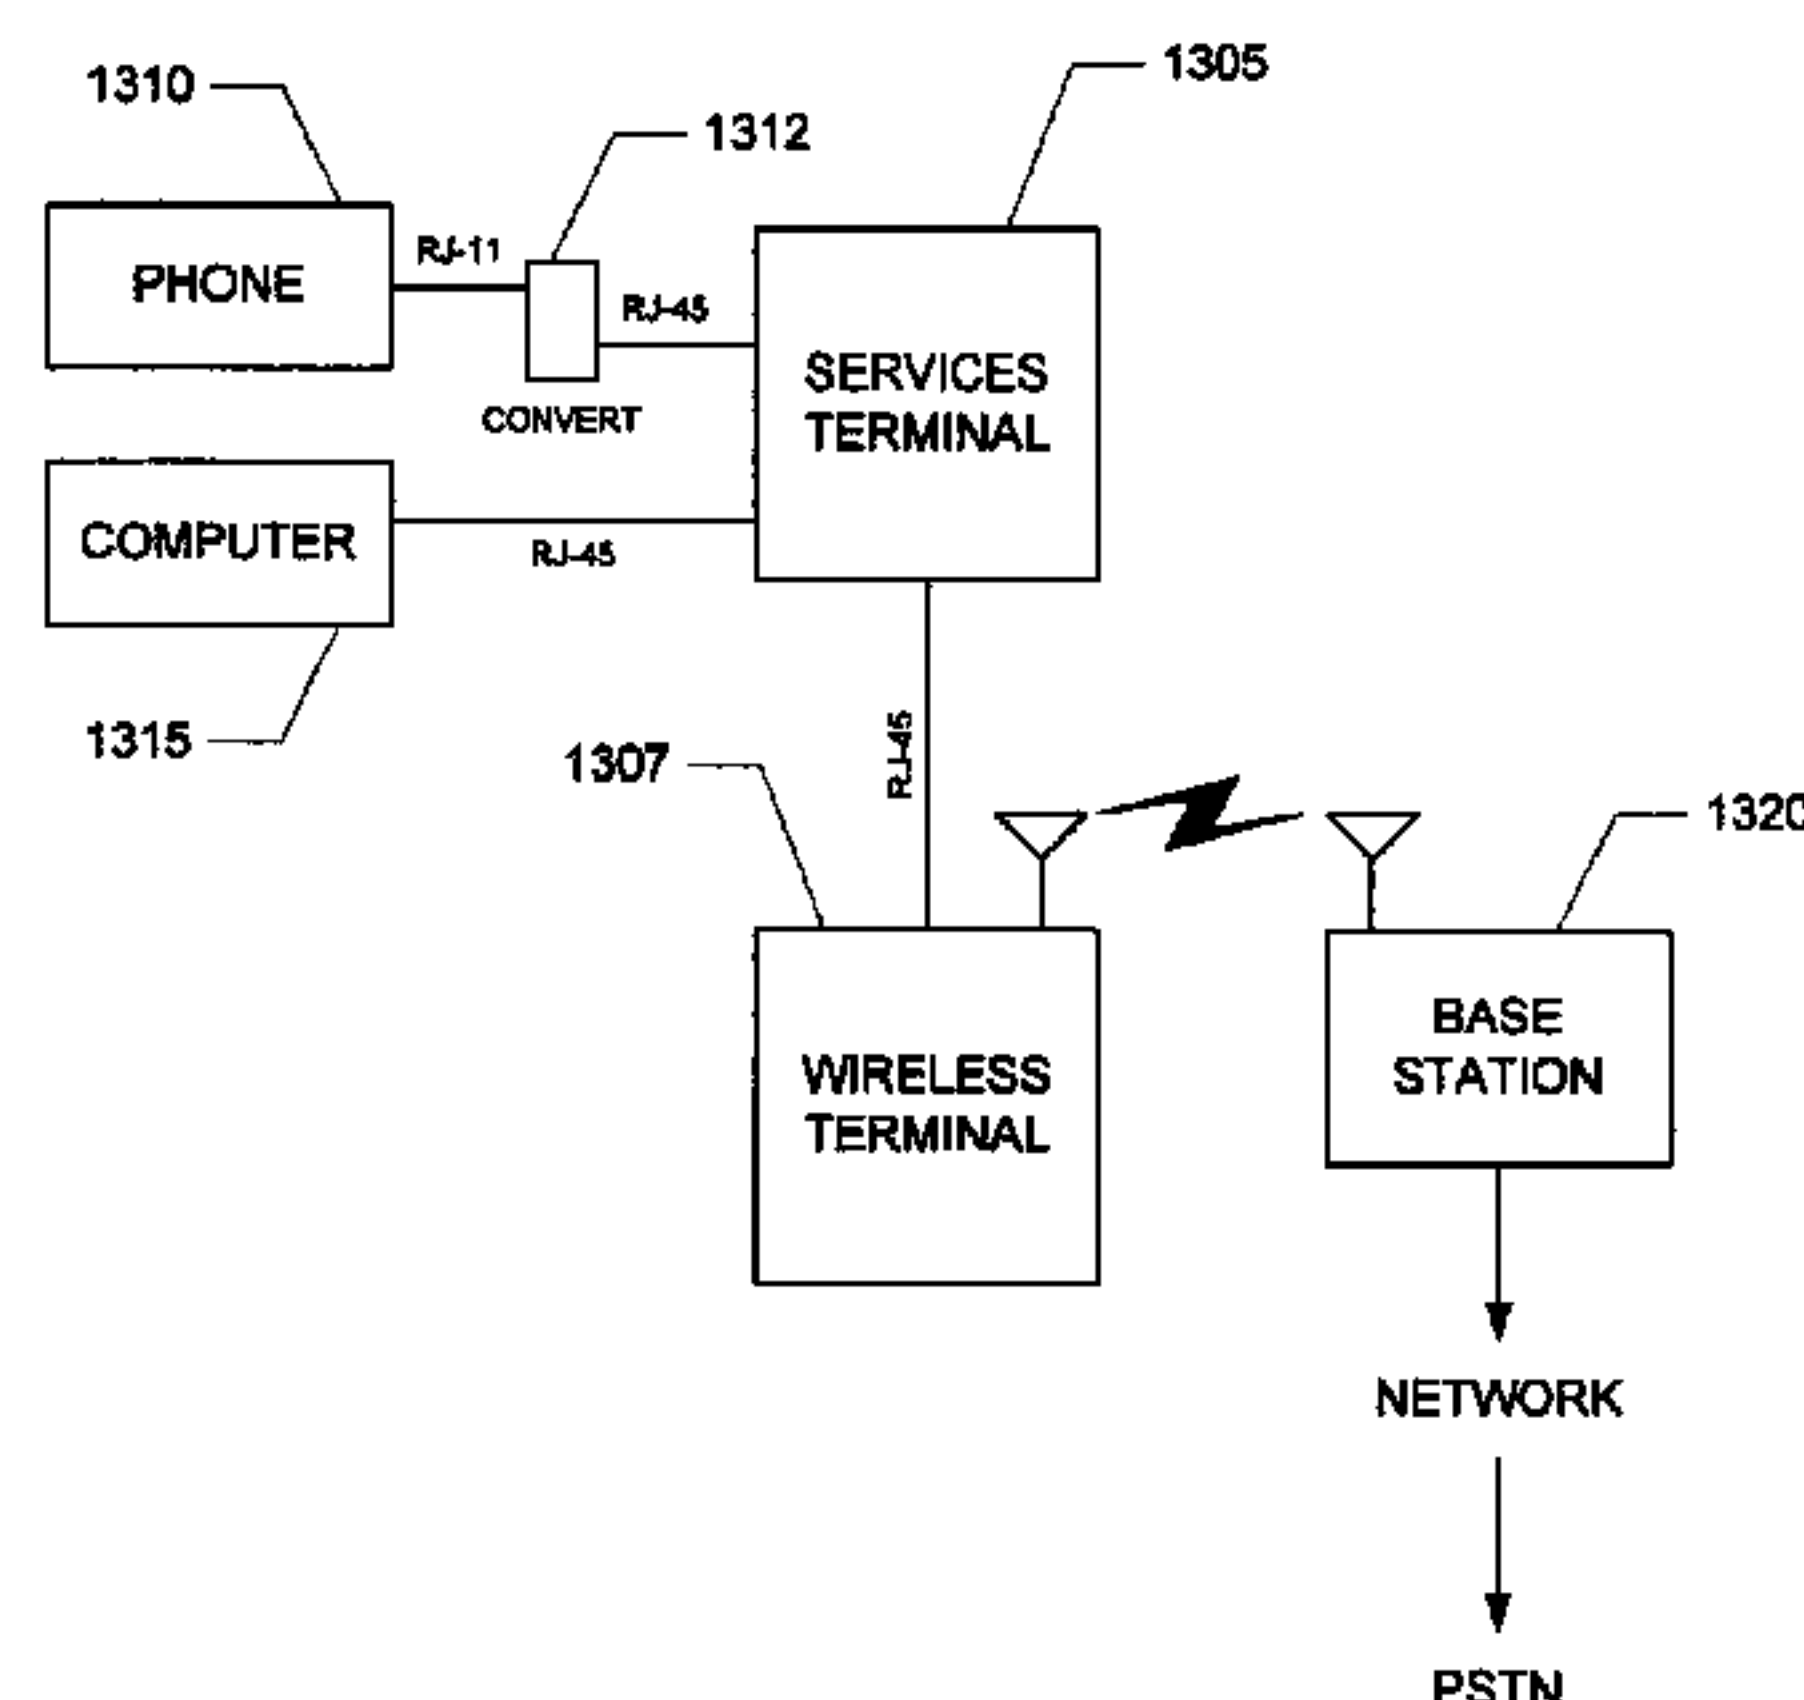 1310
1305
1312
PHONE
RJ-11
RJ-45
SERVICES
TERMINAL
CONVERT
COMPUTER
RJ-45
1315
1307
RJ-45
1320
WIRELESS
TERMINAL
BASE
STATION
NETWORK
PSTN